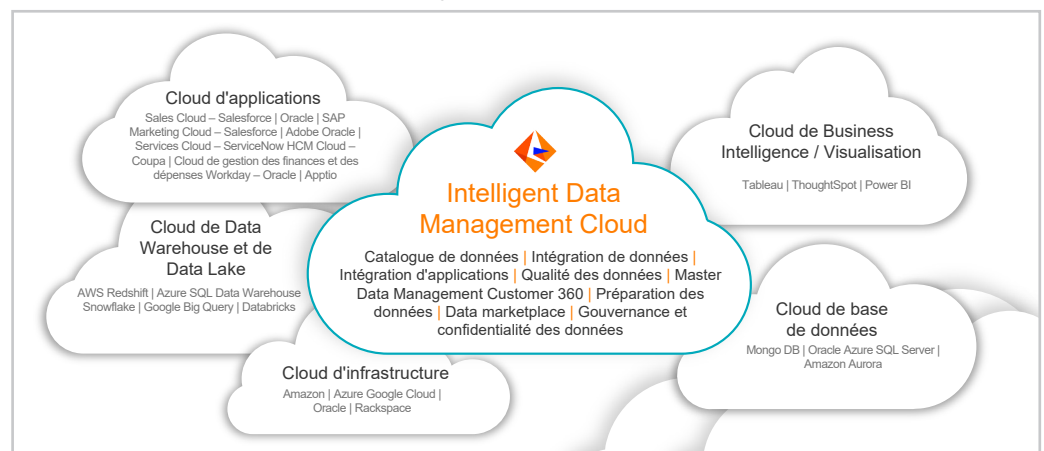 Cloud d'applications
Sales Cloud – Salesforce | Oracle | SAP
Marketing Cloud – Salesforce | Adobe Oracle |
Services Cloud – ServiceNow HCM Cloud –
Coupa | Cloud de gestion des finances et des
dépenses Workday – Oracle | Apptio
Cloud de Data
Warehouse et de
Data Lake
AWS Redshift | Azure SQL Data Warehouse
Snowflake | Google Big Query | Databricks
Cloud d'infrastructure
Amazon | Azure Google Cloud |
Oracle | Rackspace
Intelligent Data
Management Cloud
Catalogue de données | Intégration de données |
Intégration d'applications | Qualité des données | Master
Data Management Customer 360 | Préparation des
données | Data marketplace | Gouvernance et
confidentialité des données
Cloud de Business
Intelligence / Visualisation
Tableau | ThoughtSpot | Power BI
Cloud de base
de données
Mongo DB | Oracle Azure SQL Server |
Amazon Aurora